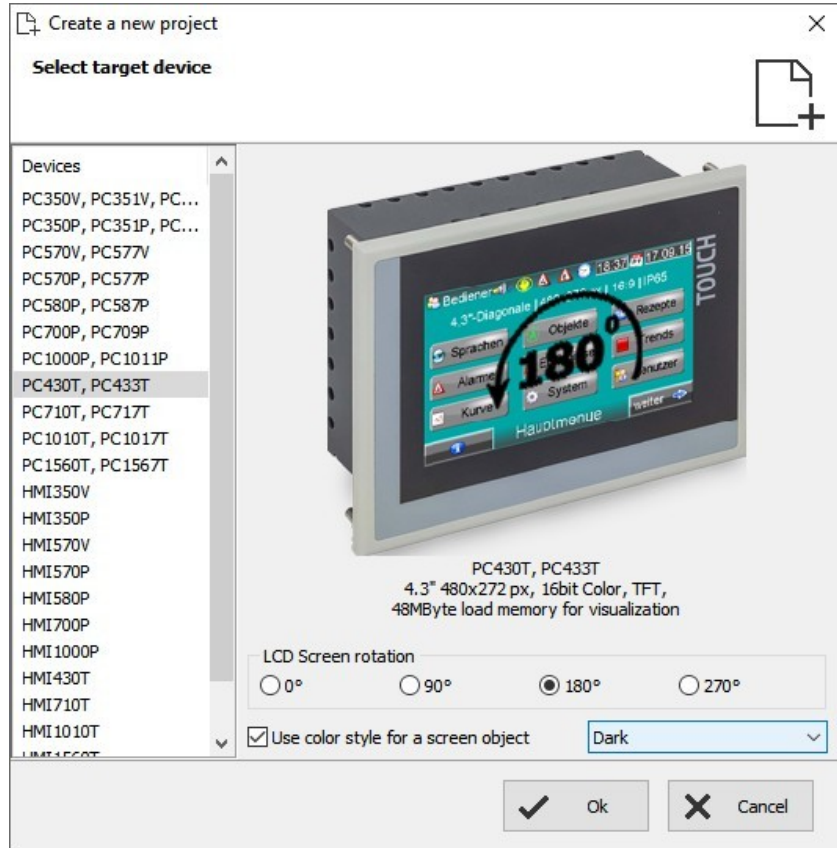 Create a new project
Select target device
Devices
PC350V, PC351V, PC...
PC350P, PC351P, PC...
PC570V, PC577V
PC570P, PC577P
PC580P, PC587P
PC700P, PC709P
PC1000P, PC1011P
PC430T, PC433T
PC710T, PC717T
PC1010T, PC1017T
PC1560T, PC1567T
HMI350V
HMI350P
HMI570V
HMI570P
HMI580P
HMI700P
HMI1000P
HMI430T
HMI710T
HMI1010T
HMI1560T
TOUCH
Bediener 18:37 17.09.15
4,3"-Diagonale | 16:9 | IP65
Sprachen Objekte Rezepte
Alarme Trends
Kurve System
Hauptmenue weiter
180°
PC430T, PC433T
4.3" 480x272 px, 16bit Color, TFT,
48MByte load memory for visualization
LCD Screen rotation
0° 90° 180° 270°
Use color style for a screen object Dark
Ok Cancel